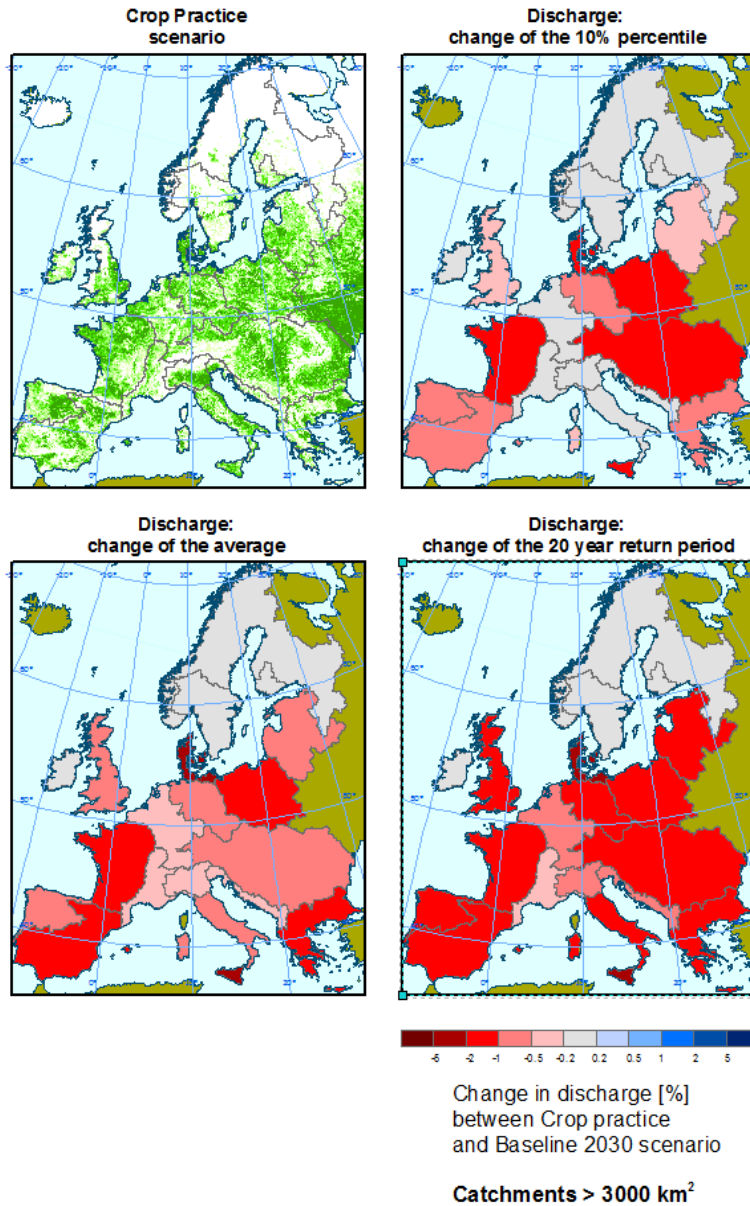 Crop Practice
scenario
Discharge:
change of the 10% percentile
Discharge:
change of the average
Discharge:
change of the 20 year return period
-5 -2 -1 -0.5 -0.2 0.2 0.5 1 2 5
Change in discharge [%]
between Crop practice
and Baseline 2030 scenario
Catchments > 3000 km²